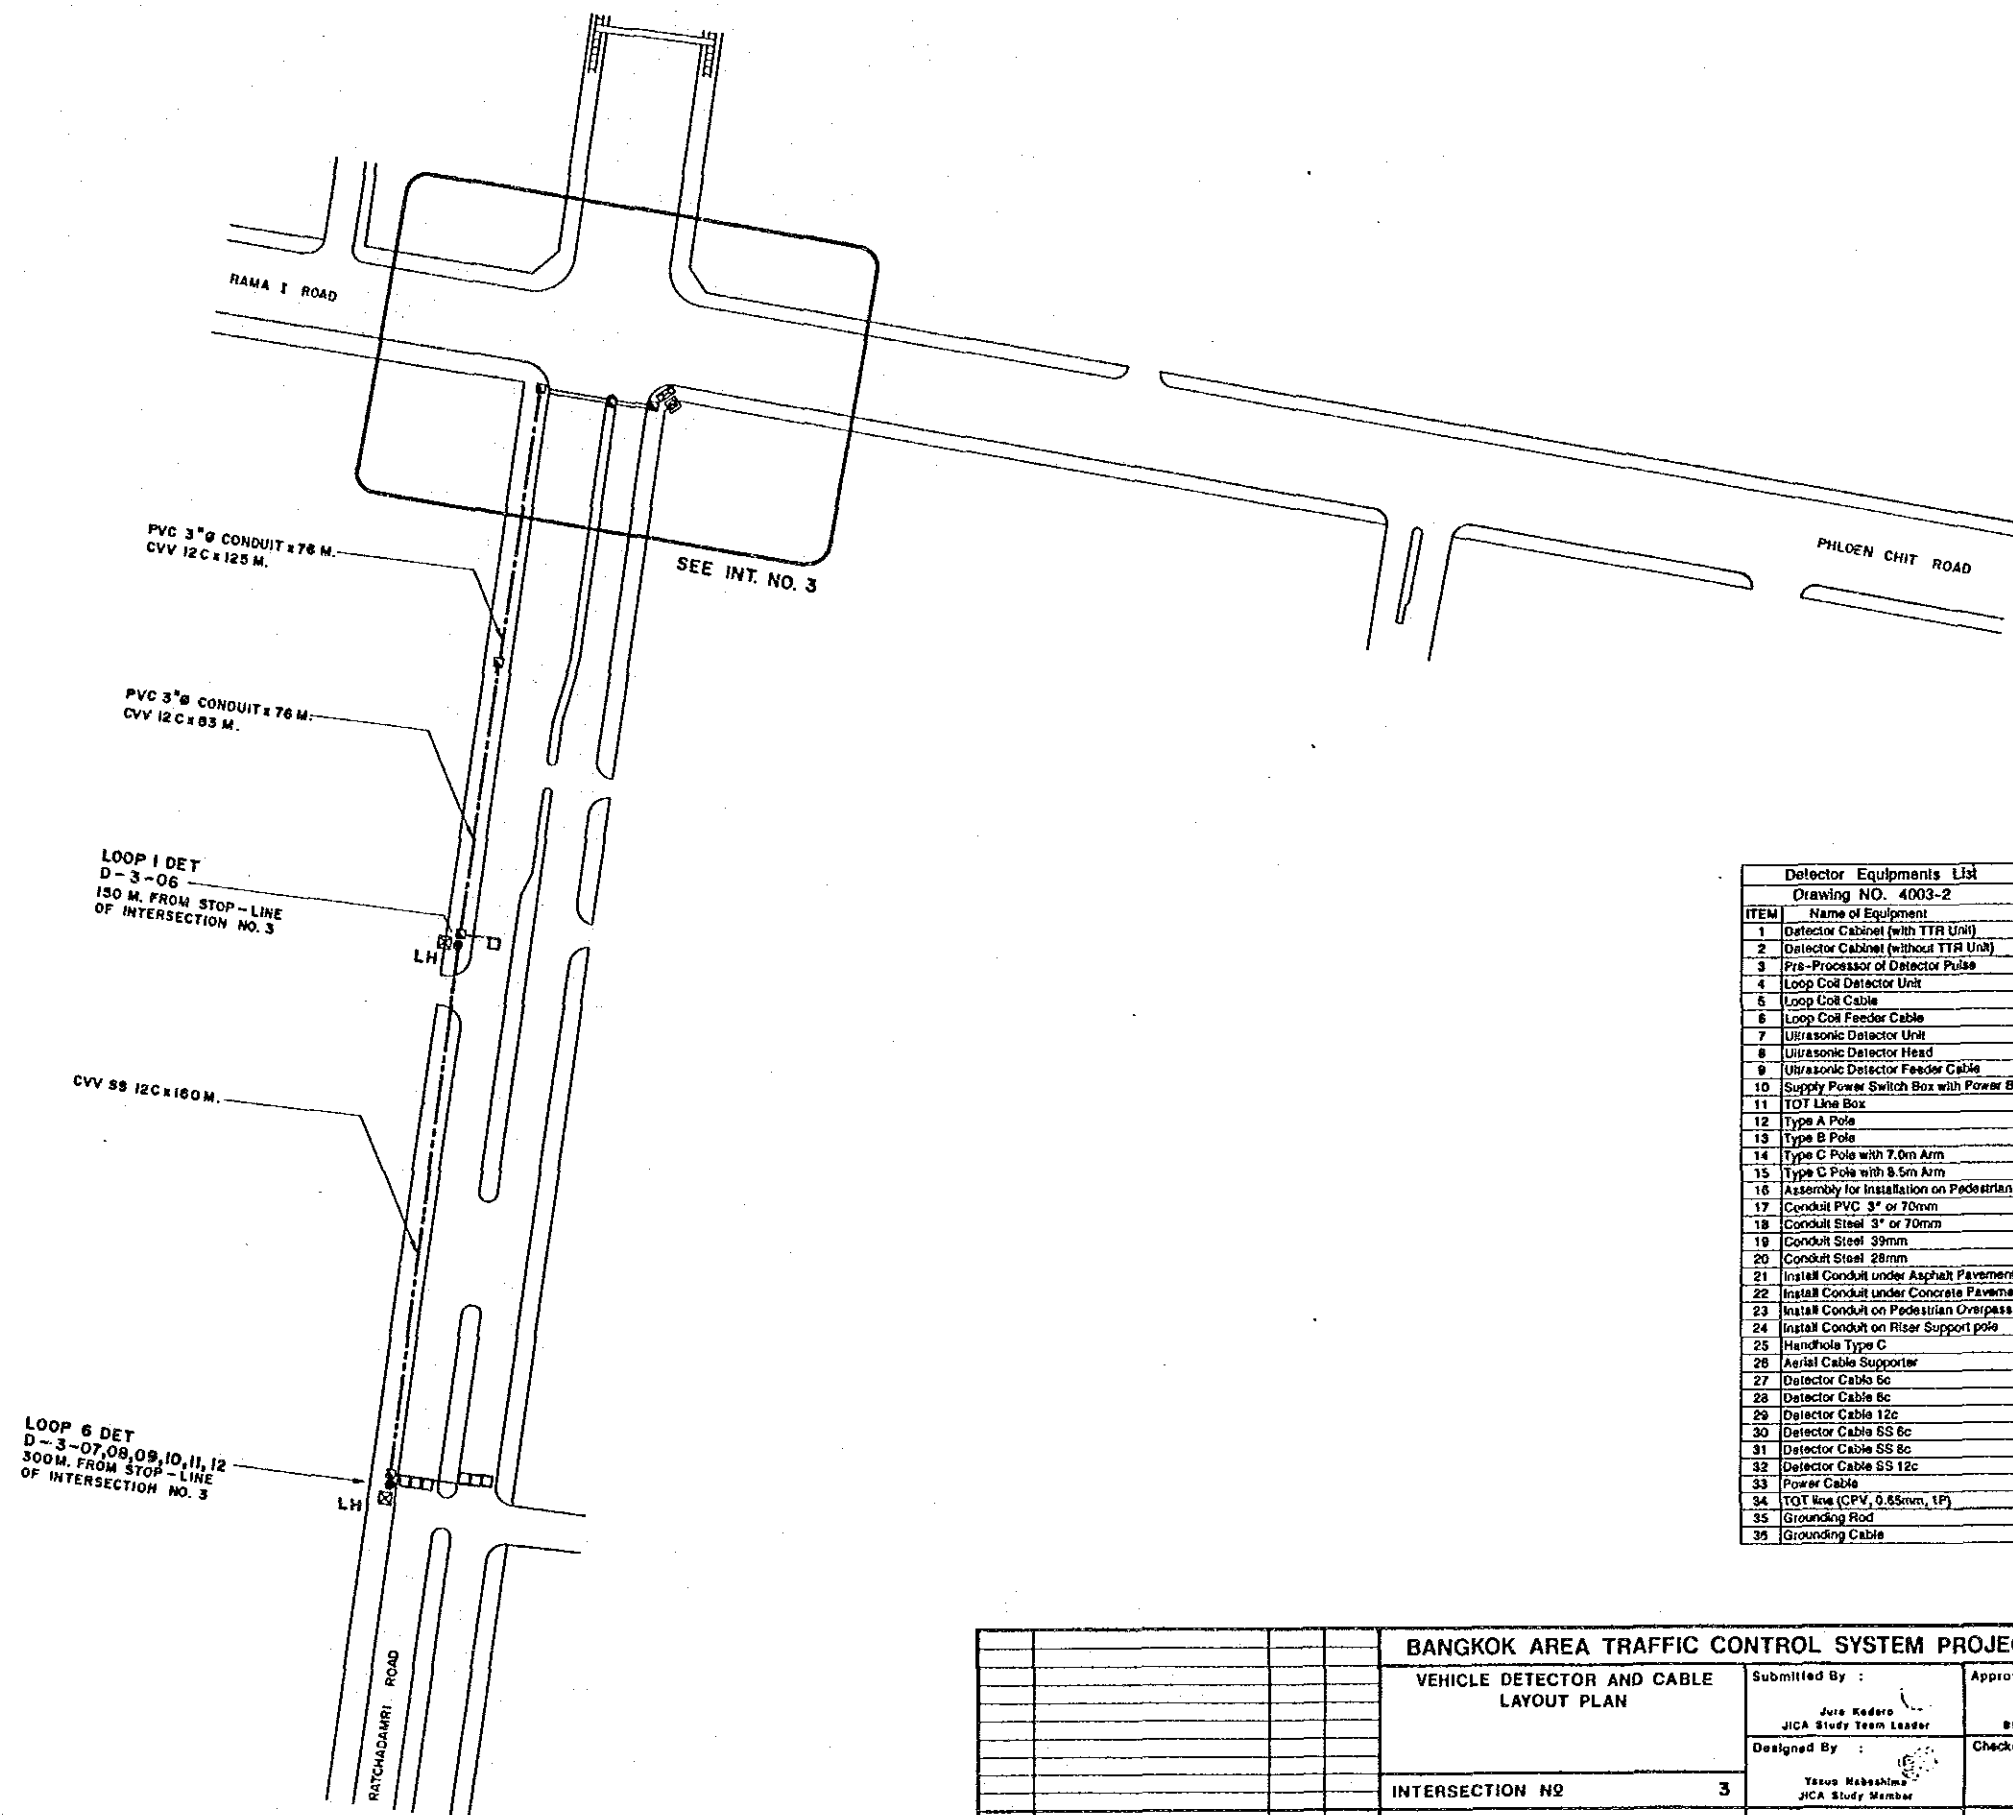 RAMA I ROAD
PVC 3"Ø CONDUIT x 76 M.
CVV 12C x 125 M.
SEE INT. NO. 3
PHLOEN CHIT ROAD
PVC 3"Ø CONDUIT x 76 M.
CVV 12C x 83 M.
LOOP 1 DET
D-3-06
150 M. FROM STOP-LINE
OF INTERSECTION NO. 3
LH
CVV SS 12C x 160 M.
LOOP 6 DET
D-3-07,08,09,10,11,12
300 M. FROM STOP-LINE
OF INTERSECTION NO. 3
LH
RATCHADAMRI ROAD
Detector Equipments List
Drawing NO. 4003-2
ITEM Name of Equipment
1 Detector Cabinet (with TTR Unit)
2 Detector Cabinet (without TTR Unit)
3 Pre-Processor of Detector Pulse
4 Loop Coil Detector Unit
5 Loop Coil Cable
6 Loop Coil Feeder Cable
7 Ultrasonic Detector Unit
8 Ultrasonic Detector Head
9 Ultrasonic Detector Feeder Cable
10 Supply Power Switch Box with Power B
11 TOT Line Box
12 Type A Pole
13 Type B Pole
14 Type C Pole with 7.0m Arm
15 Type C Pole with 8.5m Arm
16 Assembly for Installation on Pedestrian
17 Conduit PVC 3" or 70mm
18 Conduit Steel 3" or 70mm
19 Conduit Steel 39mm
20 Conduit Steel 28mm
21 Install Conduit under Asphalt Pavemen
22 Install Conduit under Concrete Paveme
23 Install Conduit on Pedestrian Overpass
24 Install Conduit on Riser Support pole
25 Handhole Type C
26 Aerial Cable Supporter
27 Detector Cable 6c
28 Detector Cable 8c
29 Detector Cable 12c
30 Detector Cable SS 6c
31 Detector Cable SS 8c
32 Detector Cable SS 12c
33 Power Cable
34 TOT line (CPV, 0.65mm, 1P)
35 Grounding Rod
36 Grounding Cable
BANGKOK AREA TRAFFIC CONTROL SYSTEM PROJE
VEHICLE DETECTOR AND CABLE
LAYOUT PLAN
Submitted By :
JICA Study Team Leader
Appro
Designed By :
JICA Study Member
Check
INTERSECTION NO 3